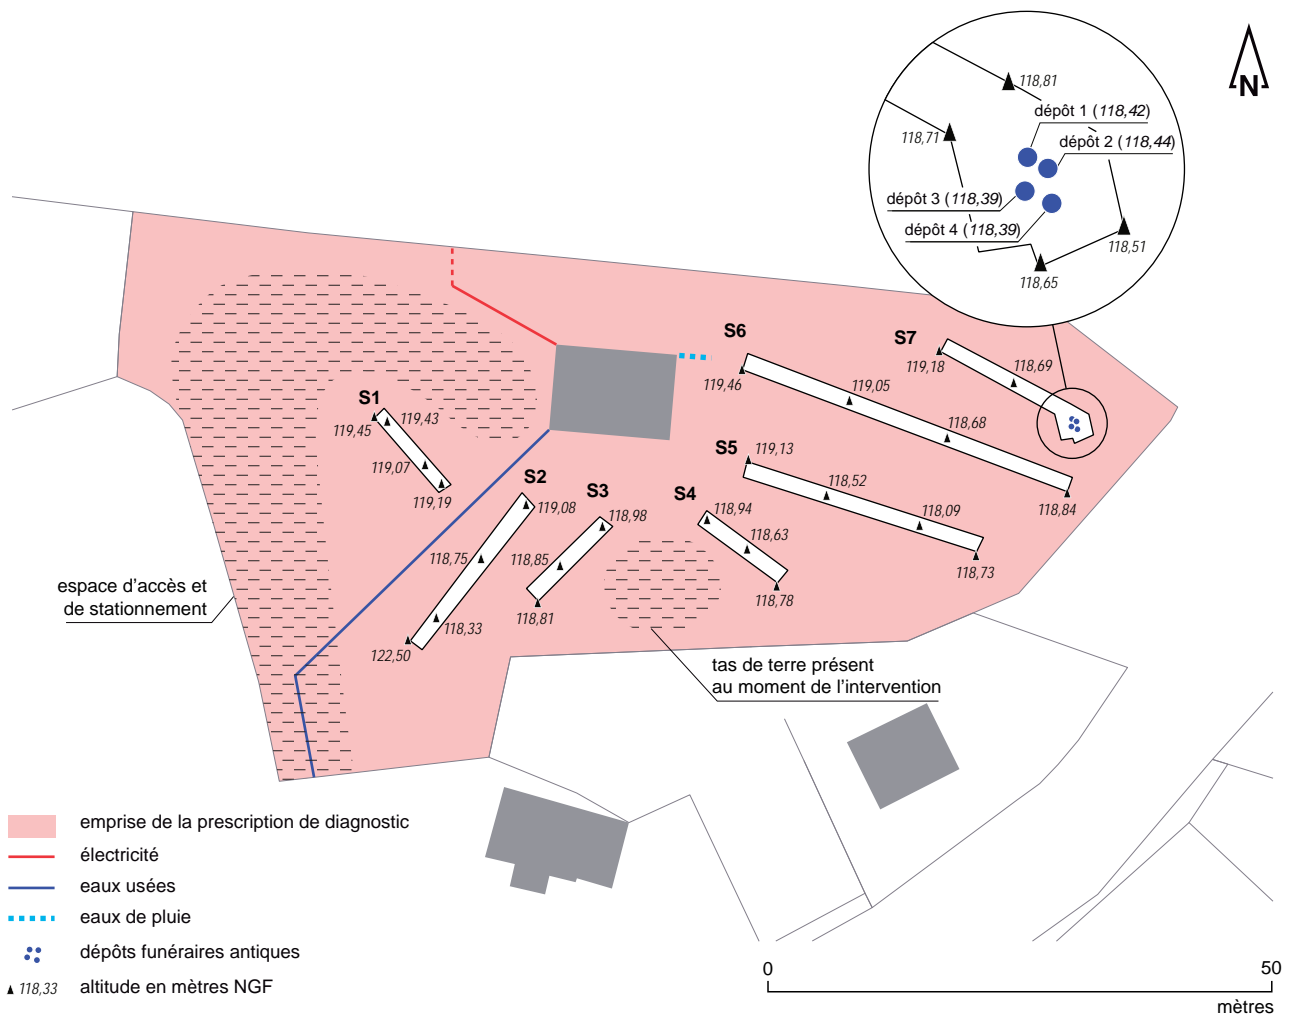 N
118,81
dépôt 1 (118,42)
118,71
dépôt 2 (118,44)
dépôt 3 (118,39)
dépôt 4 (118,39)
118,51
118,65
S6
S7
119,46
119,05
119,18
118,69
118,68
118,84
S1
119,45
119,43
119,07
119,19
S5
119,13
118,52
118,09
118,73
S2
119,08
118,75
118,33
122,50
S3
118,98
118,85
118,81
S4
118,94
118,63
118,78
espace d'accès et
de stationnement
tas de terre présent
au moment de l'intervention
emprise de la prescription de diagnostic
électricité
eaux usées
eaux de pluie
dépôts funéraires antiques
118,33 altitude en mètres NGF
0 50
mètres